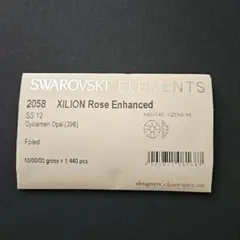 SWAROVSKI ELEMENTS
2058 XILION Rose Enhanced
SS 12
Cyclamen Opal (398)
Foiled
10/00/00 gross = 1,440 pcs